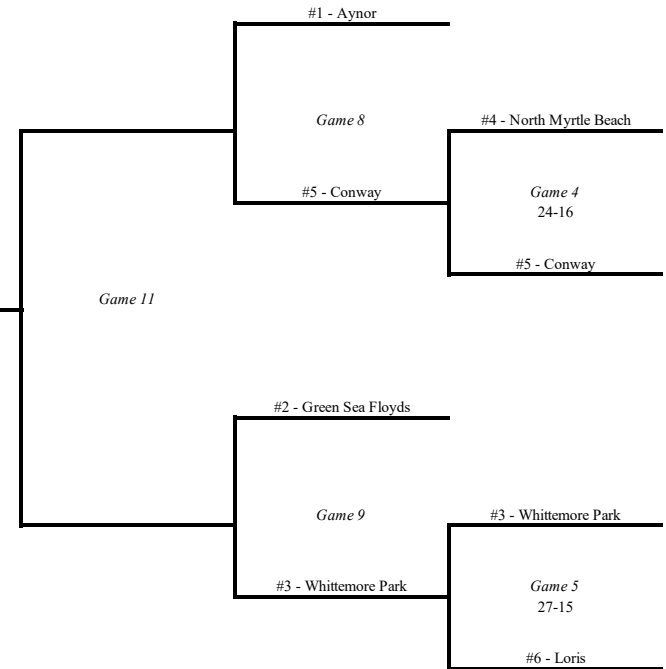 #1 - Aynor
Game 8
#4 - North Myrtle Beach
#5 - Conway
Game 4
24-16
#5 - Conway
Game 11
#2 - Green Sea Floyds
Game 9
#3 - Whittemore Park
#3 - Whittemore Park
Game 5
27-15
#6 - Loris